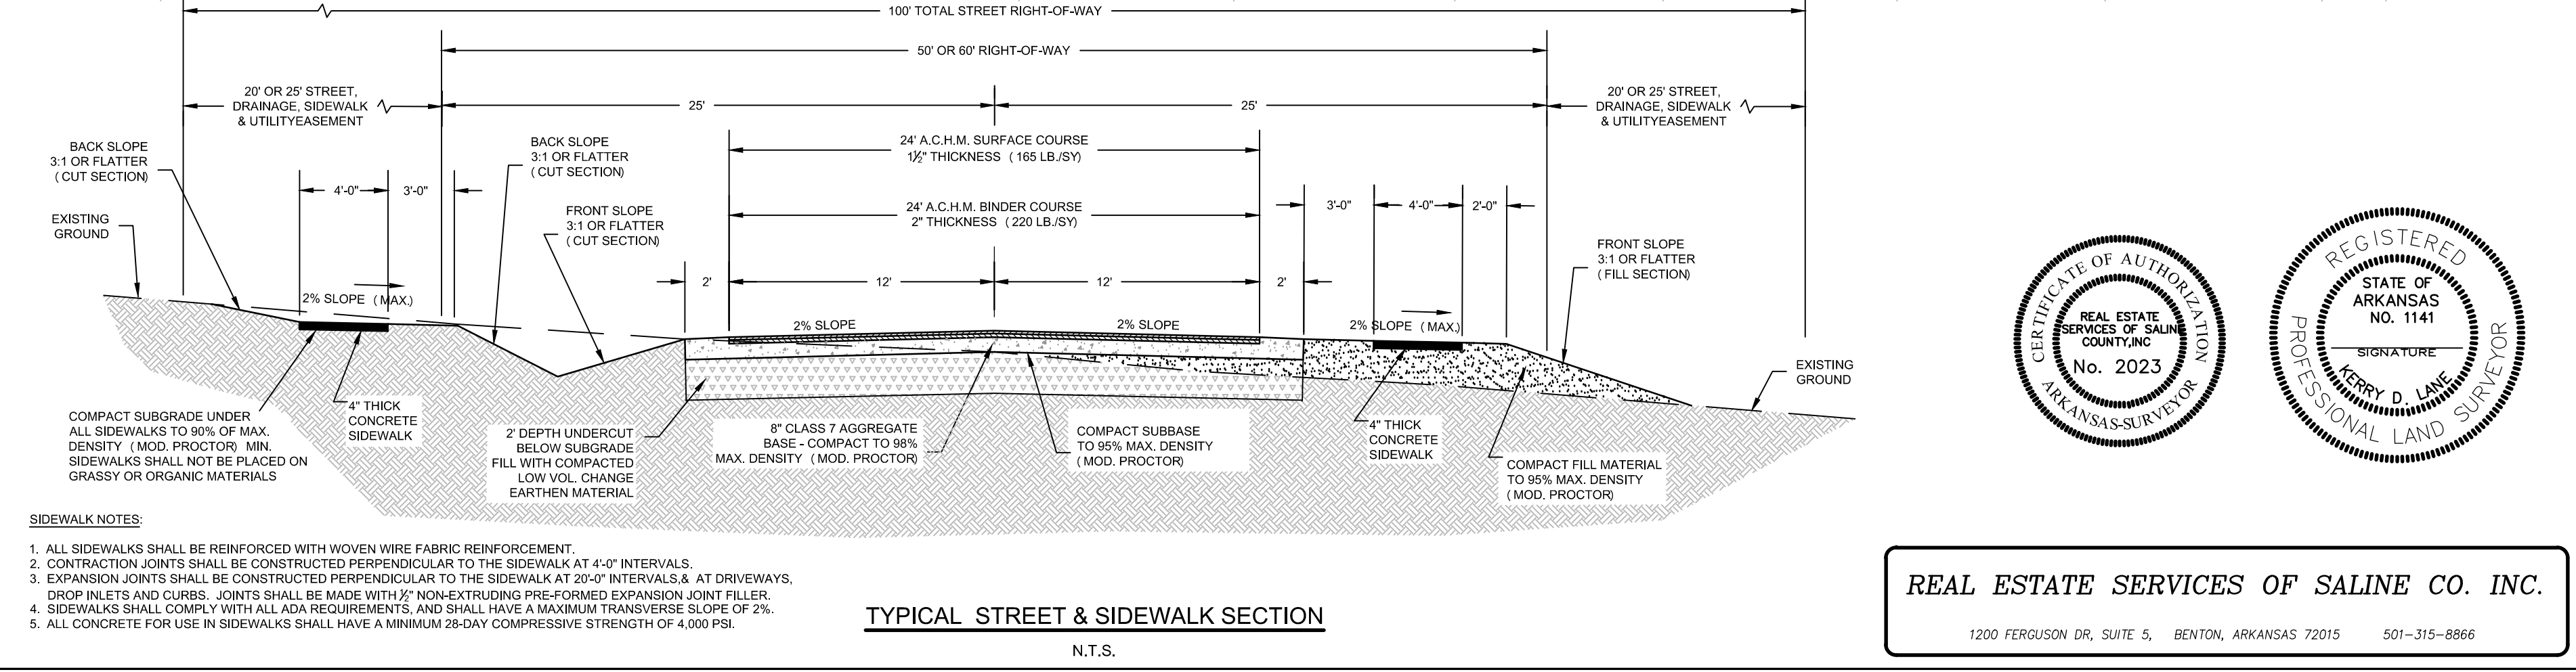 100' TOTAL STREET RIGHT-OF-WAY
50' OR 60' RIGHT-OF-WAY
20' OR 25' STREET,
DRAINAGE, SIDEWALK
& UTILITYEASEMENT
25'
25'
20' OR 25' STREET,
DRAINAGE, SIDEWALK
& UTILITYEASEMENT
BACK SLOPE
3:1 OR FLATTER
(CUT SECTION)
BACK SLOPE
3:1 OR FLATTER
(CUT SECTION)
24' A.C.H.M. SURFACE COURSE
1½" THICKNESS (165 LB./SY)
4'-0"
3'-0"
EXISTING
GROUND
FRONT SLOPE
3:1 OR FLATTER
(CUT SECTION)
24' A.C.H.M. BINDER COURSE
2" THICKNESS (220 LB./SY)
3'-0"
4'-0"
2'-0"
FRONT SLOPE
3:1 OR FLATTER
(FILL SECTION)
2'
12'
12'
2'
2% SLOPE (MAX.)
2% SLOPE
2% SLOPE
2% SLOPE (MAX.)
EXISTING
GROUND
COMPACT SUBGRADE UNDER
ALL SIDEWALKS TO 90% OF MAX.
DENSITY (MOD. PROCTOR) MIN.
SIDEWALKS SHALL NOT BE PLACED ON
GRASSY OR ORGANIC MATERIALS
4" THICK
CONCRETE
SIDEWALK
2' DEPTH UNDERCUT
BELOW SUBGRADE
FILL WITH COMPACTED
LOW VOL. CHANGE
EARTHEN MATERIAL
8" CLASS 7 AGGREGATE
BASE - COMPACT TO 98%
MAX. DENSITY (MOD. PROCTOR)
COMPACT SUBBASE
TO 95% MAX. DENSITY
(MOD. PROCTOR)
4" THICK
CONCRETE
SIDEWALK
COMPACT FILL MATERIAL
TO 95% MAX. DENSITY
(MOD. PROCTOR)
SIDEWALK NOTES:
1. ALL SIDEWALKS SHALL BE REINFORCED WITH WOVEN WIRE FABRIC REINFORCEMENT.
2. CONTRACTION JOINTS SHALL BE CONSTRUCTED PERPENDICULAR TO THE SIDEWALK AT 4'-0" INTERVALS.
3. EXPANSION JOINTS SHALL BE CONSTRUCTED PERPENDICULAR TO THE SIDEWALK AT 20'-0" INTERVALS,& AT DRIVEWAYS,
DROP INLETS AND CURBS. JOINTS SHALL BE MADE WITH ½" NON-EXTRUDING PRE-FORMED EXPANSION JOINT FILLER.
4. SIDEWALKS SHALL COMPLY WITH ALL ADA REQUIREMENTS, AND SHALL HAVE A MAXIMUM TRANSVERSE SLOPE OF 2%.
5. ALL CONCRETE FOR USE IN SIDEWALKS SHALL HAVE A MINIMUM 28-DAY COMPRESSIVE STRENGTH OF 4,000 PSI.
TYPICAL STREET & SIDEWALK SECTION
N.T.S.
CERTIFICATE OF AUTHORIZATION
REAL ESTATE
SERVICES OF SALINE
COUNTY,INC
No. 2023
ARKANSAS-SURVEYOR
REGISTERED
STATE OF
ARKANSAS
NO. 1141
SIGNATURE
KERRY D. LANE
PROFESSIONAL LAND SURVEYOR
REAL ESTATE SERVICES OF SALINE CO. INC.
1200 FERGUSON DR, SUITE 5, BENTON, ARKANSAS 72015 501-315-8866